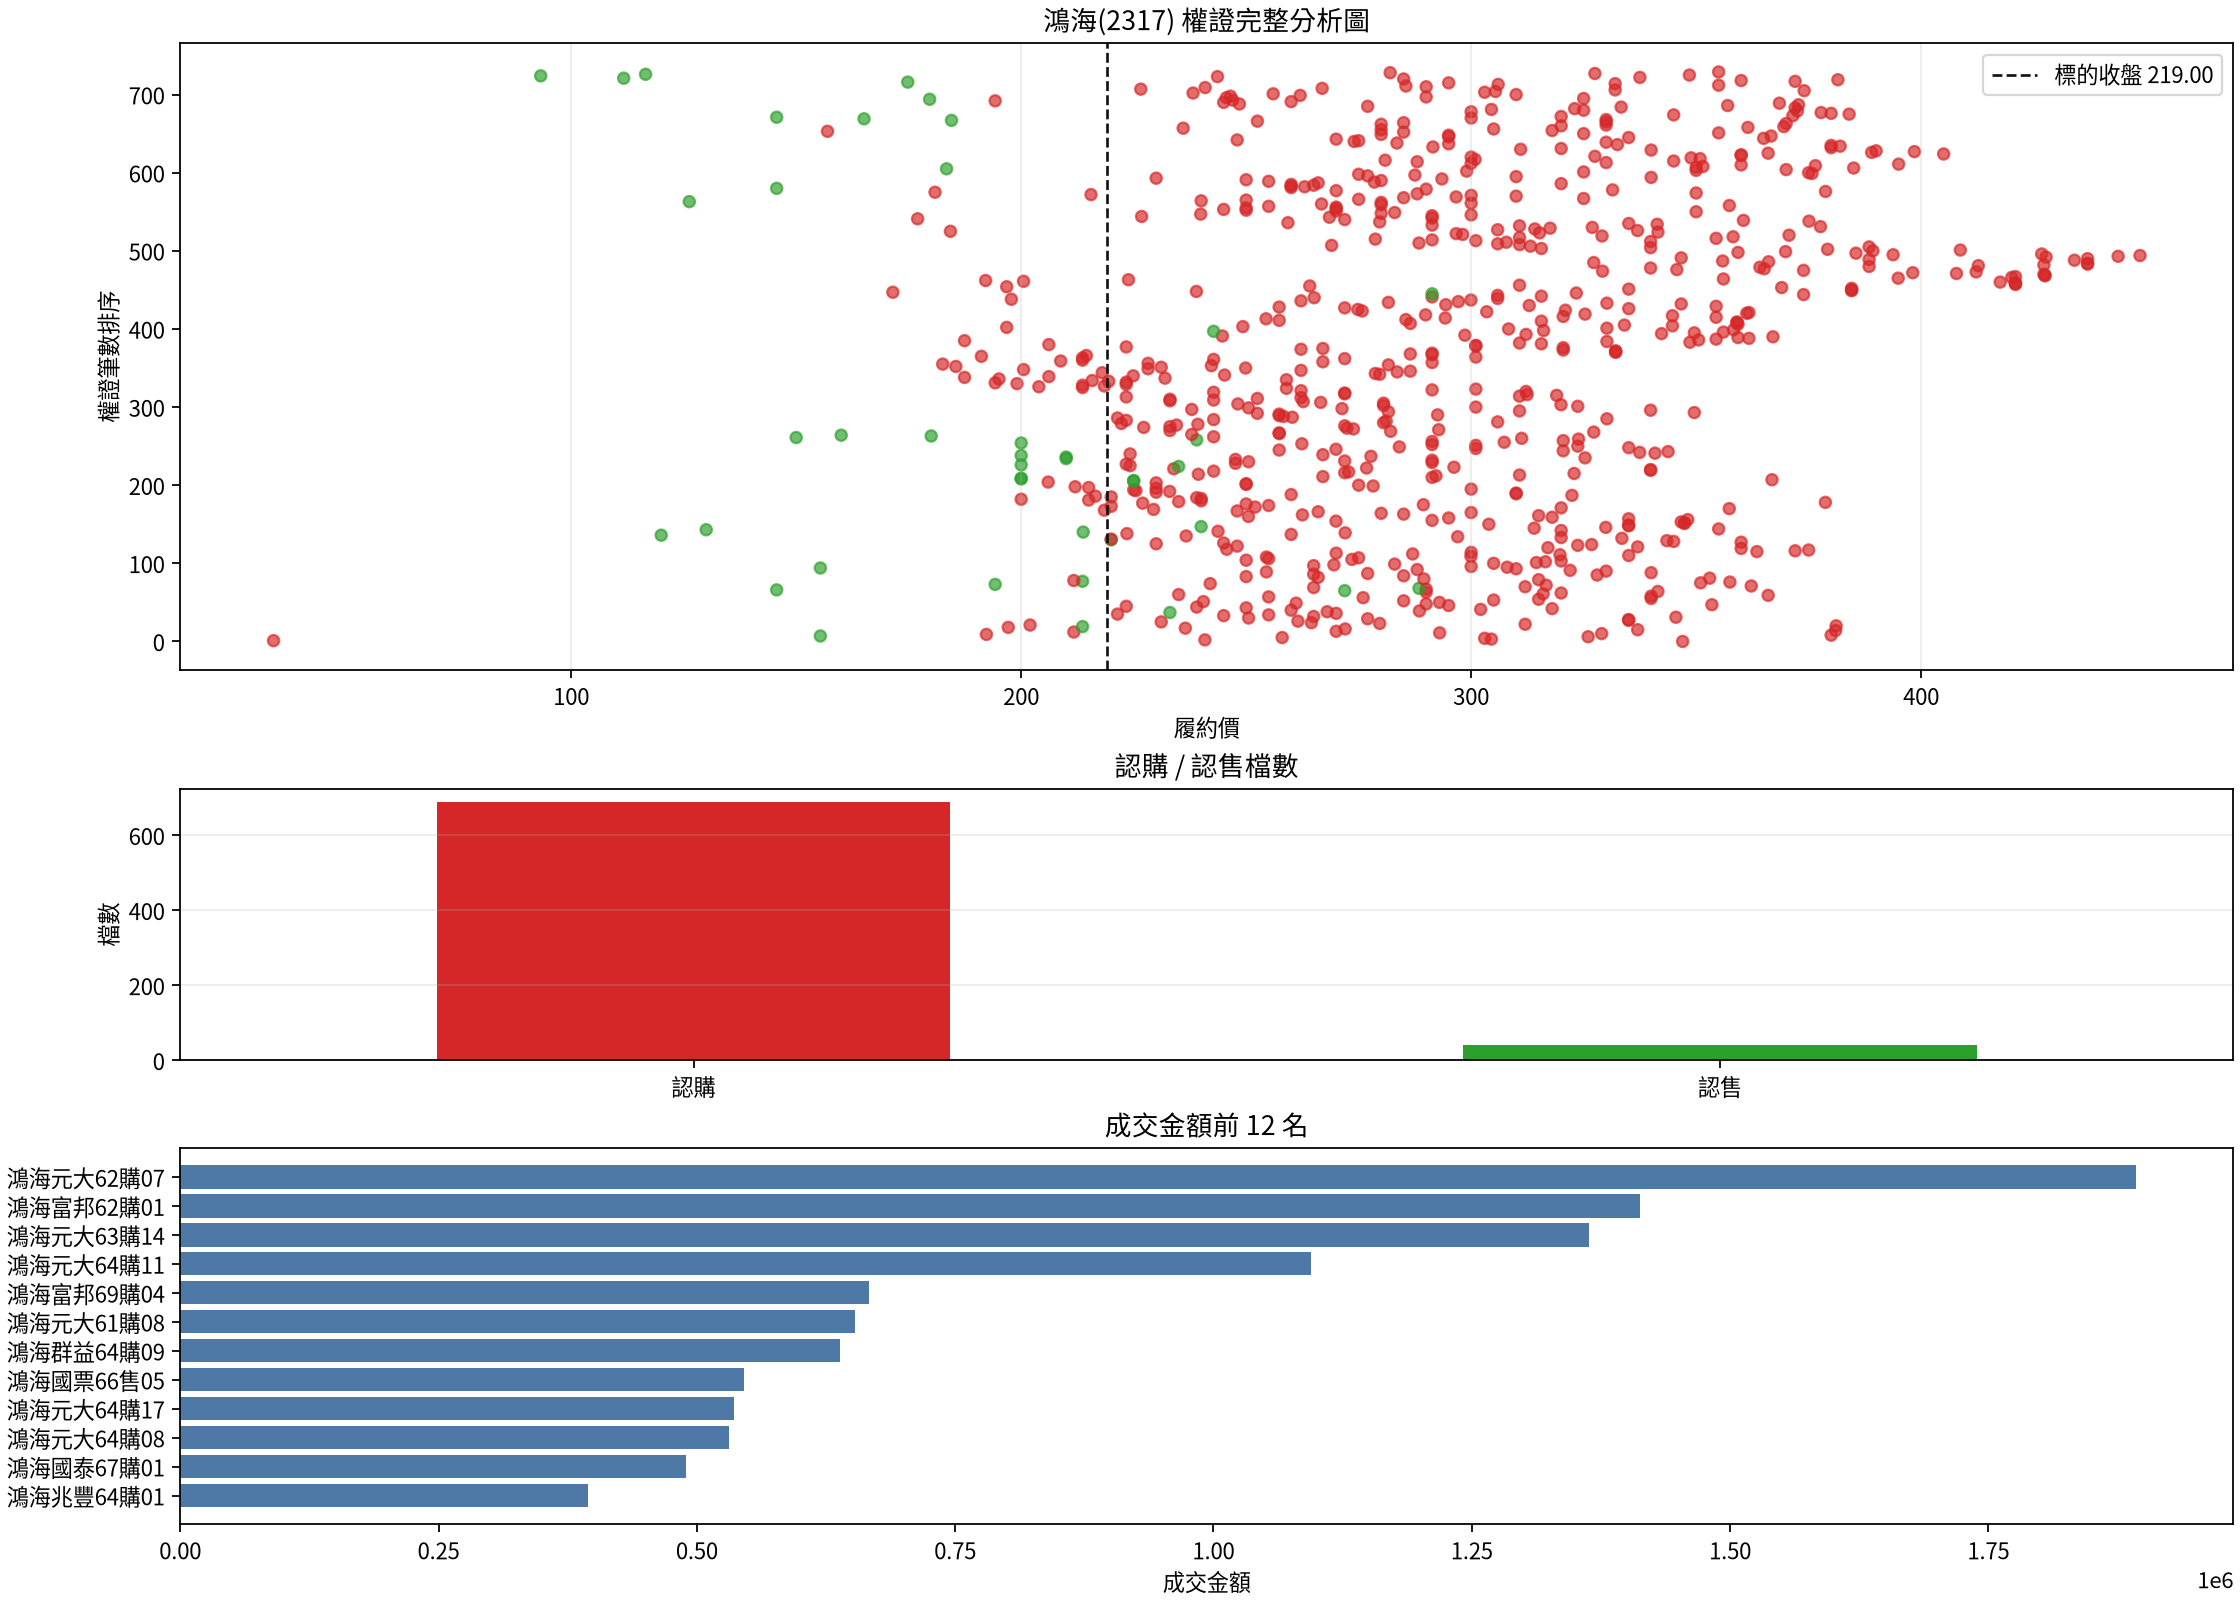 鴻海(2317) 權證完整分析圖
標的收盤 219.00
權證筆數排序
700
600
500
400
300
200
100
0
100 200 300 400
履約價
認購 / 認售檔數
檔數
600
400
200
0
認購 認售
成交金額前 12 名
鴻海元大62購07
鴻海富邦62購01
鴻海元大63購14
鴻海元大64購11
鴻海富邦69購04
鴻海元大61購08
鴻海群益64購09
鴻海國票66售05
鴻海元大64購17
鴻海元大64購08
鴻海國泰67購01
鴻海兆豐64購01
0.00 0.25 0.50 0.75 1.00 1.25 1.50 1.75
成交金額
1e6